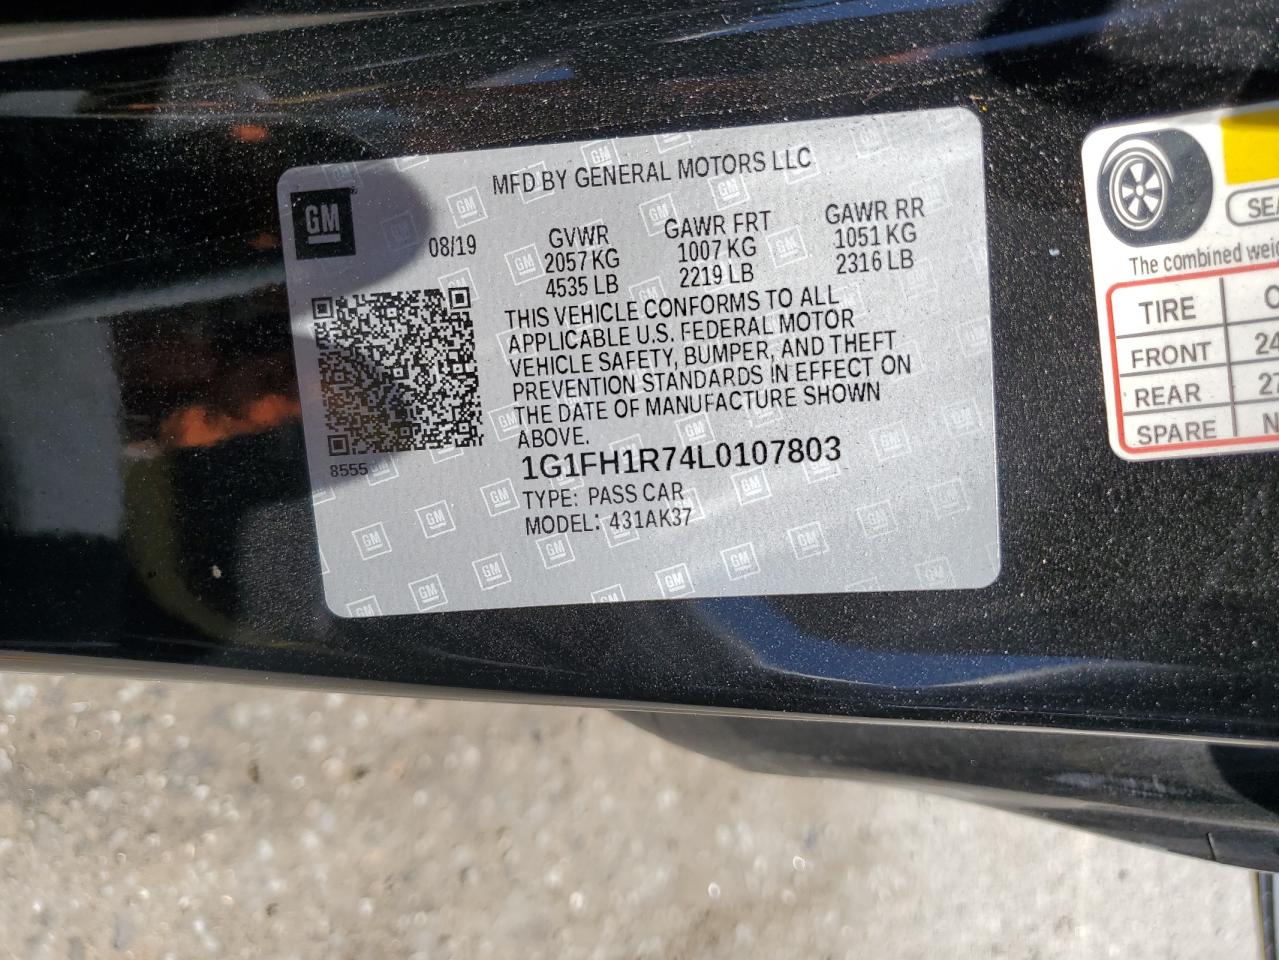 MFD BY GENERAL MOTORS LLC
GM
08/19
GVWR GAWR FRT GAWR RR
2057 KG 1007 KG 1051 KG
4535 LB 2219 LB 2316 LB
THIS VEHICLE CONFORMS TO ALL
APPLICABLE U.S. FEDERAL MOTOR
VEHICLE SAFETY, BUMPER, AND THEFT
PREVENTION STANDARDS IN EFFECT ON
THE DATE OF MANUFACTURE SHOWN
ABOVE.
8555
1G1FH1R74L0107803
TYPE: PASS CAR
MODEL: 431AK37
The combined
TIRE
FRONT
REAR
SPARE